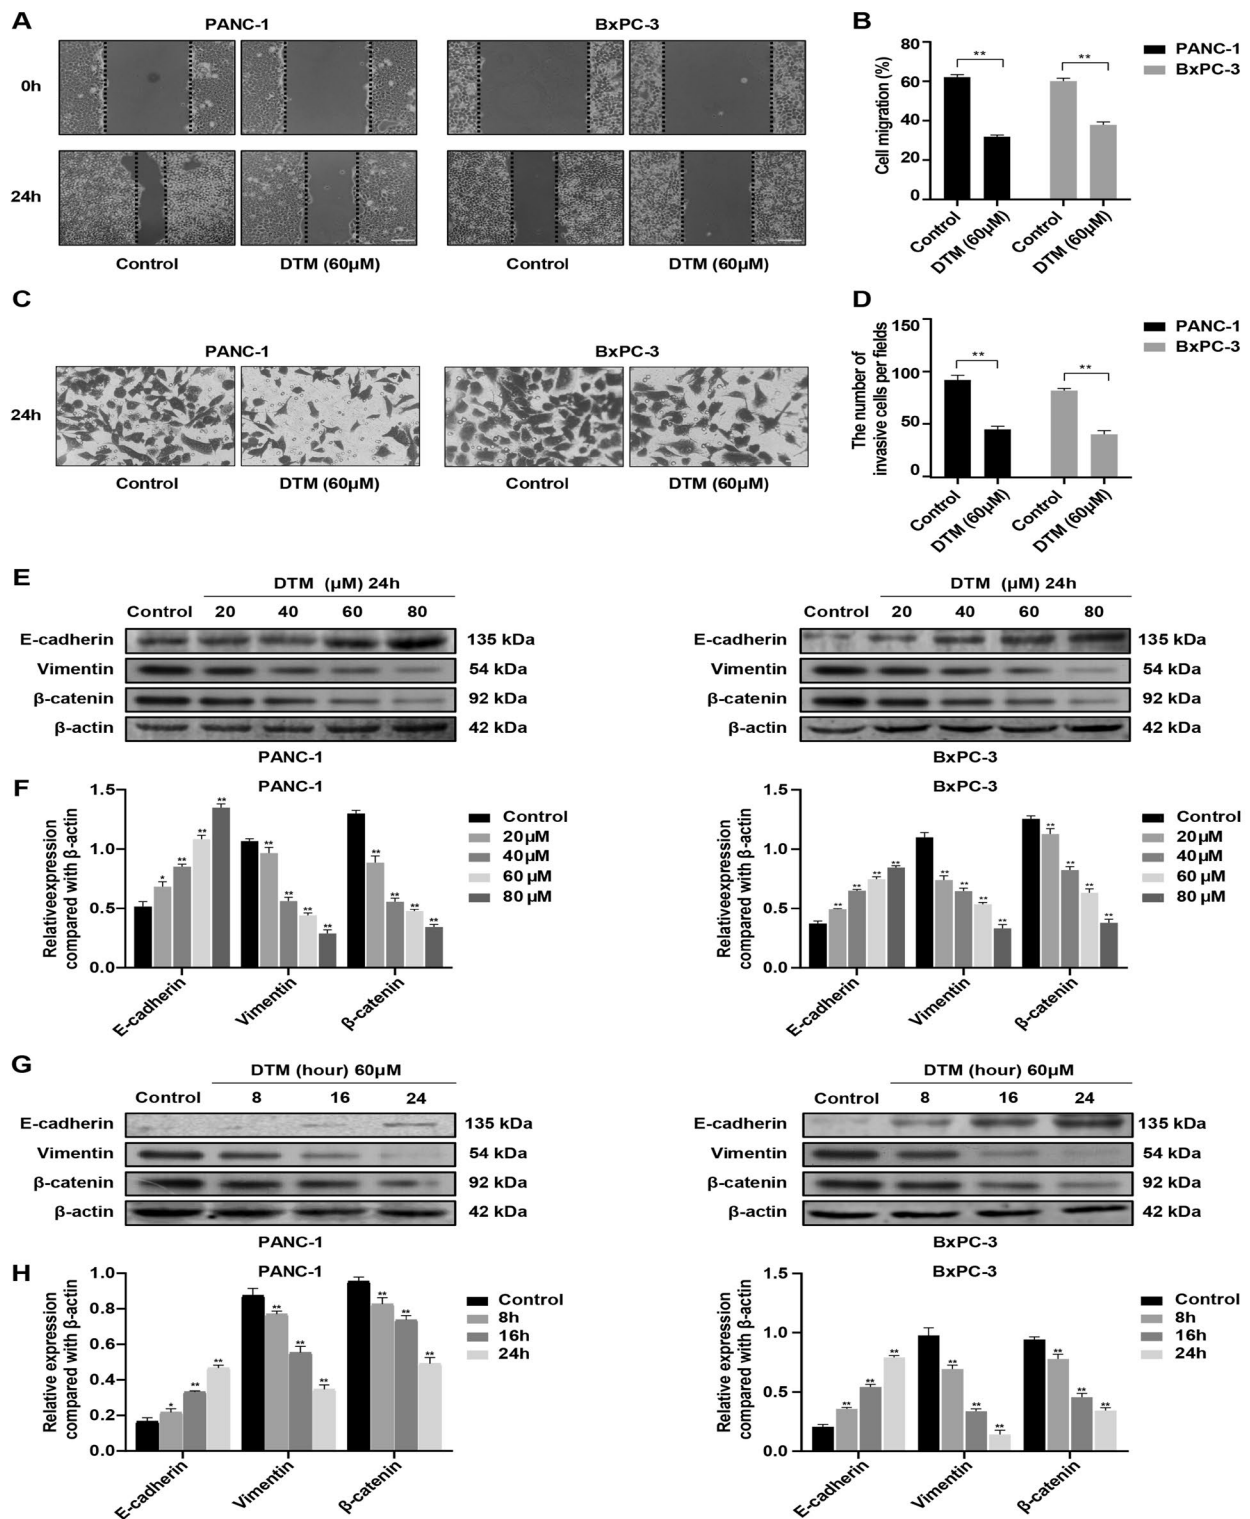 A
PANC-1
BxPC-3
0h
24h
Control
DTM (60µM)
Control
DTM (60µM)
B
Cell migration (%)
80
60
40
20
0
**
**
PANC-1
BxPC-3
Control
DTM (60µM)
Control
DTM (60µM)
C
PANC-1
BxPC-3
24h
Control
DTM (60µM)
Control
DTM (60µM)
D
The number of
invasive cells per fields
150
100
50
0
**
**
PANC-1
BxPC-3
Control
DTM (60µM)
Control
DTM (60µM)
E
DTM (µM) 24h
Control 20 40 60 80
E-cadherin 135 kDa
Vimentin 54 kDa
β-catenin 92 kDa
β-actin 42 kDa
PANC-1
DTM (µM) 24h
Control 20 40 60 80
E-cadherin 135 kDa
Vimentin 54 kDa
β-catenin 92 kDa
β-actin 42 kDa
BxPC-3
F
PANC-1
Relativeexpression
compared with β-actin
1.5
1.0
0.5
0.0
* ** ** **
** ** ** **
** ** ** **
E-cadherin
Vimentin
β-catenin
Control
20µM
40µM
60 µM
80 µM
BxPC-3
Relativeexpression
compared with β-actin
1.5
1.0
0.5
0.0
** ** ** **
** ** ** **
** ** ** **
E-cadherin
Vimentin
β-catenin
Control
20µM
40µM
60 µM
80 µM
G
DTM (hour) 60µM
Control 8 16 24
E-cadherin 135 kDa
Vimentin 54 kDa
β-catenin 92 kDa
β-actin 42 kDa
PANC-1
DTM (hour) 60µM
Control 8 16 24
E-cadherin 135 kDa
Vimentin 54 kDa
β-catenin 92 kDa
β-actin 42 kDa
BxPC-3
H
PANC-1
Relative expression
compared with β-actin
1.0
0.8
0.6
0.4
0.2
0.0
* ** **
** ** **
** ** **
E-cadherin
Vimentin
β-catenin
Control
8h
16h
24h
BxPC-3
Relative expression
compared with β-actin
1.5
1.0
0.5
0.0
** ** **
** ** **
** ** **
E-cadherin
Vimentin
β-catenin
Control
8h
16h
24h